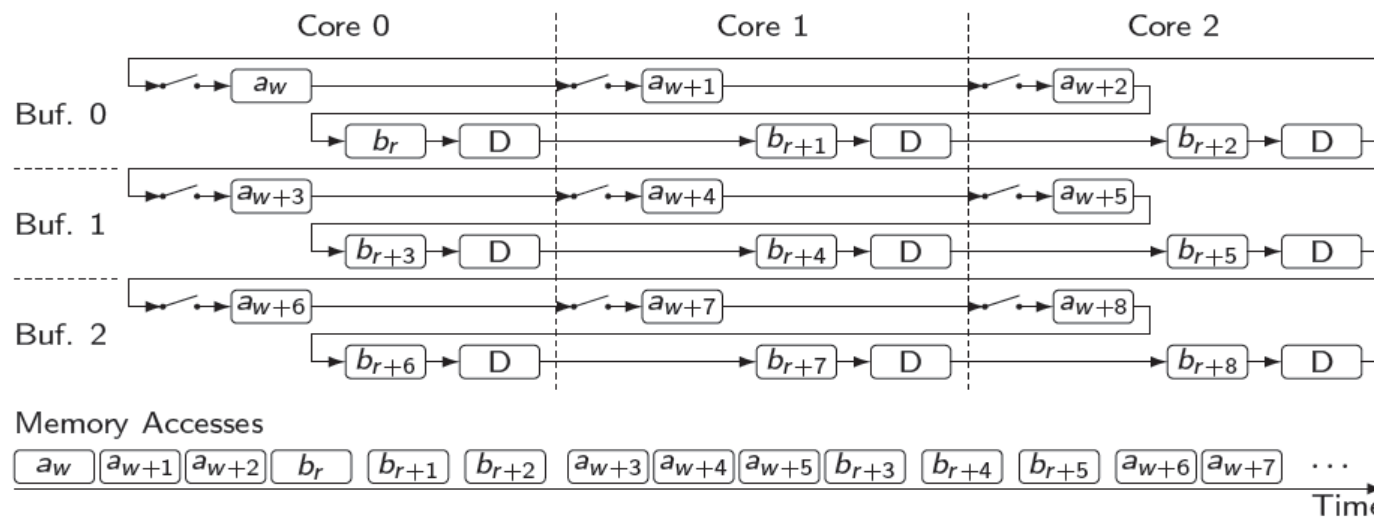 Core 0 Core 1 Core 2
a_w a_{w+1} a_{w+2}
Buf. 0
b_r D b_{r+1} D b_{r+2} D
a_{w+3} a_{w+4} a_{w+5}
Buf. 1
b_{r+3} D b_{r+4} D b_{r+5} D
a_{w+6} a_{w+7} a_{w+8}
Buf. 2
b_{r+6} D b_{r+7} D b_{r+8} D
Memory Accesses
a_w a_{w+1} a_{w+2} b_r b_{r+1} b_{r+2} a_{w+3} a_{w+4} a_{w+5} b_{r+3} b_{r+4} b_{r+5} a_{w+6} a_{w+7} ...
Time